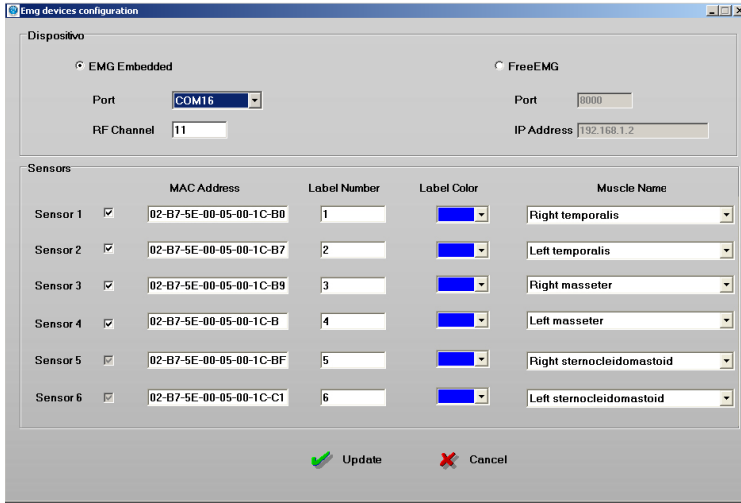 Emg devices configuration
Dispositivo
EMG Embedded
FreeEMG
Port COM16
Port 8000
RF Channel 11
IP Address 192.168.1.2
Sensors
MAC Address Label Number Label Color Muscle Name
Sensor 1 02-B7-5E-00-05-00-1C-B0 1 Right temporalis
Sensor 2 02-B7-5E-00-05-00-1C-B7 2 Left temporalis
Sensor 3 02-B7-5E-00-05-00-1C-B9 3 Right masseter
Sensor 4 02-B7-5E-00-05-00-1C-B 4 Left masseter
Sensor 5 02-B7-5E-00-05-00-1C-BF 5 Right sternocleidomastoid
Sensor 6 02-B7-5E-00-05-00-1C-C1 6 Left sternocleidomastoid
Update Cancel